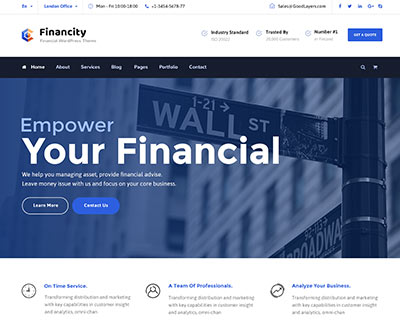 En London Office Mon - Fri 10:00-18:00 +1-3454-5678-77 Sales@GoodLayers.com
Financity
Financial WordPress Theme
Industry Standard
ISO 20022
Trusted By
30,000 Customers
Number #1
in Finland
GET A QUOTE
Home About Services Blog Pages Portfolio Contact
1-21
WALL ST
BROADWAY
Empower
Your Financial
We help you managing asset, provide financial advise.
Leave money issue with us and focus on your core business.
Learn More Contact Us
On Time Service.
Transforming distribution and marketing
with key capabilities in customer insight
and analytics, omni-chan
A Team Of Professionals.
Transforming distribution and marketing
with key capabilities in customer insight
and analytics, omni-chan
Analyze Your Business.
Transforming distribution and marketing
with key capabilities in customer insight
and analytics, omni-chan